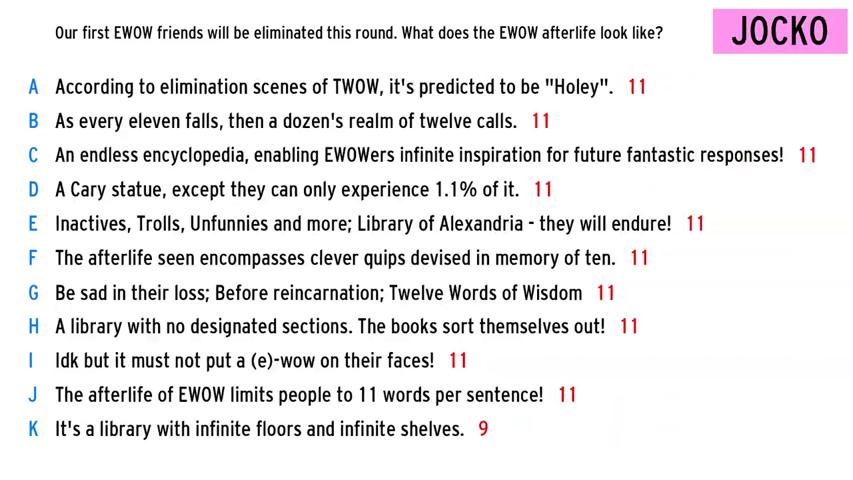 Our first EWOW friends will be eliminated this round. What does the EWOW afterlife look like?
JOCKO
A According to elimination scenes of TWOW, it's predicted to be "Holey". 11
B As every eleven falls, then a dozen's realm of twelve calls. 11
C An endless encyclopedia, enabling EWOWers infinite inspiration for future fantastic responses! 11
D A Cary statue, except they can only experience 1.1% of it. 11
E Inactives, Trolls, Unfunnies and more; Library of Alexandria - they will endure! 11
F The afterlife seen encompasses clever quips devised in memory of ten. 11
G Be sad in their loss; Before reincarnation; Twelve Words of Wisdom 11
H A library with no designated sections. The books sort themselves out! 11
I Idk but it must not put a (e)-wow on their faces! 11
J The afterlife of EWOW limits people to 11 words per sentence! 11
K It's a library with infinite floors and infinite shelves. 9